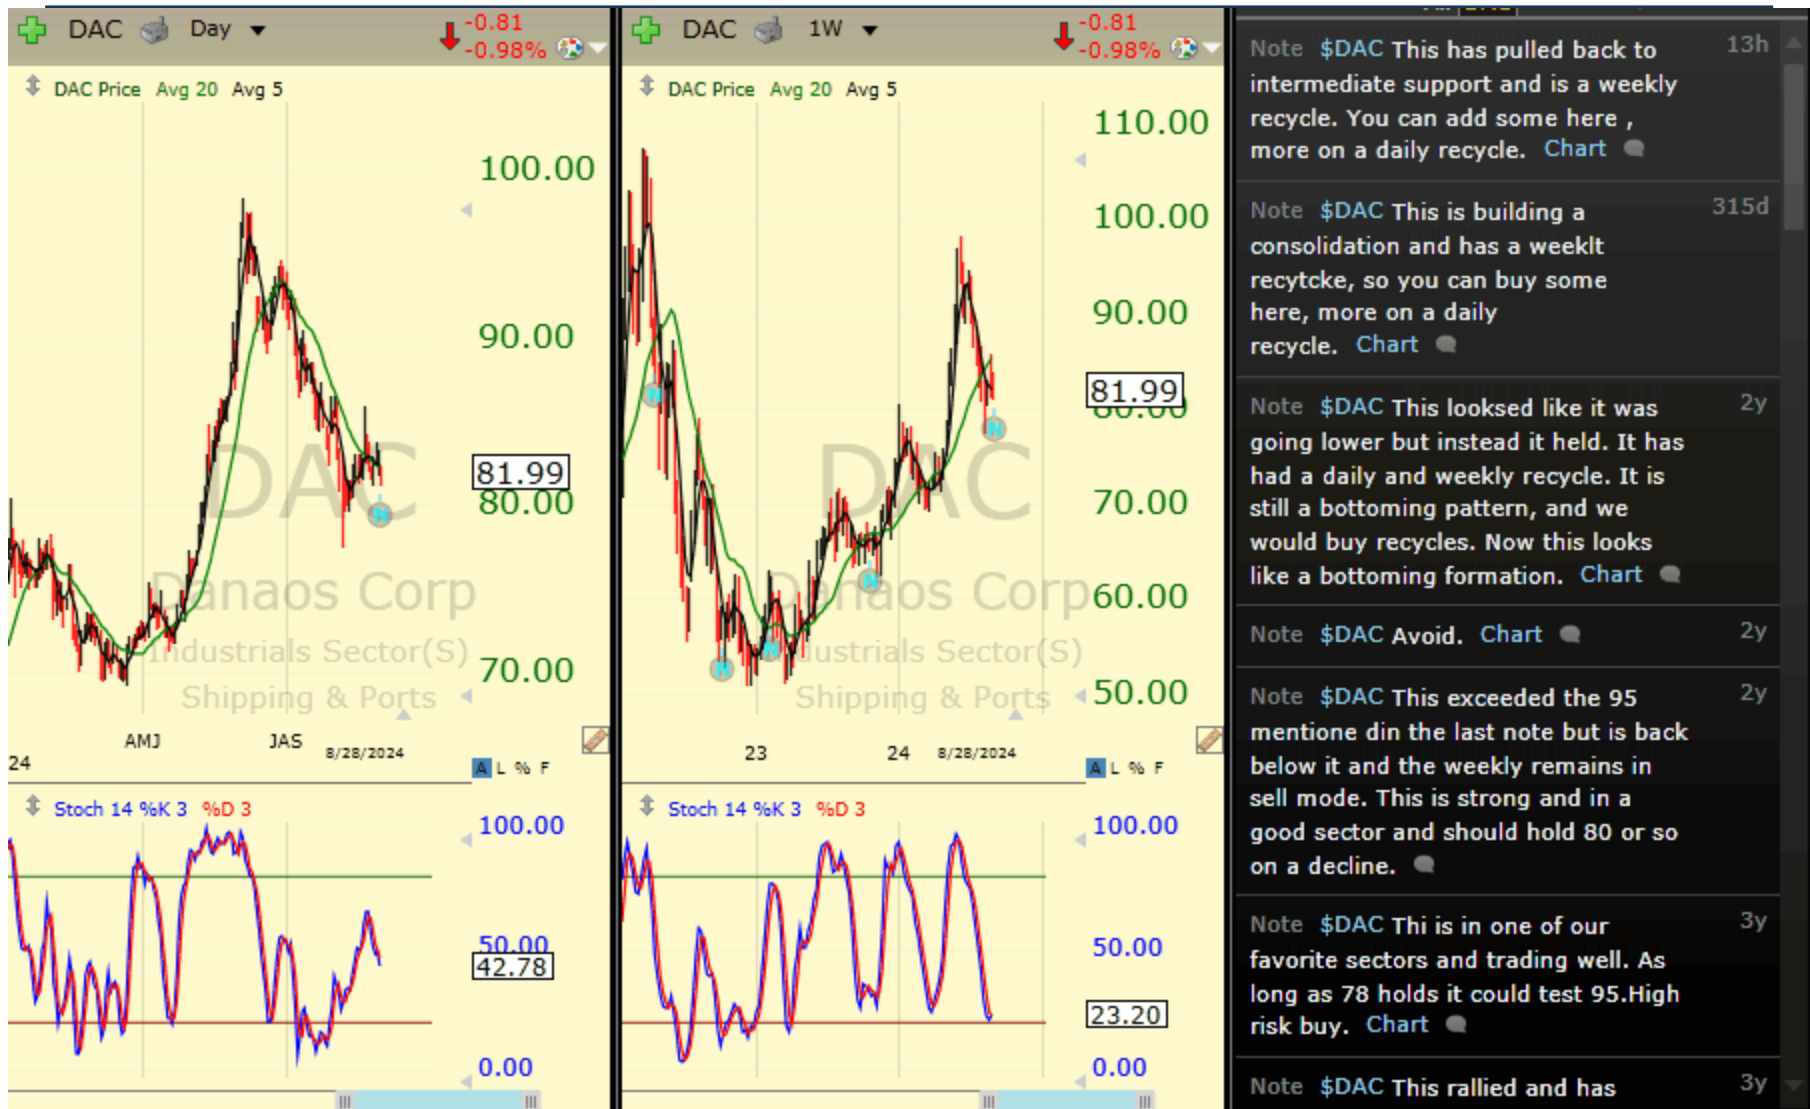 DAC Day
-0.81
-0.98%
DAC Price Avg 20 Avg 5
100.00
90.00
81.99
80.00
70.00
DAC
Danaos Corp
Industrials Sector(S)
Shipping & Ports
N
24
AMJ
JAS
8/28/2024
A L % F
Stoch 14 %K 3 %D 3
100.00
50.00
42.78
0.00
DAC 1W
-0.81
-0.98%
DAC Price Avg 20 Avg 5
110.00
100.00
90.00
81.99
80.00
70.00
60.00
50.00
DAC
Danaos Corp
Industrials Sector(S)
Shipping & Ports
N
N
N
N
N
23
24
8/28/2024
A L % F
Stoch 14 %K 3 %D 3
100.00
50.00
23.20
0.00
Note $DAC This has pulled back to 13h
intermediate support and is a weekly
recycle. You can add some here ,
more on a daily recycle. Chart
Note $DAC This is building a 315d
consolidation and has a weeklt
recytcke, so you can buy some
here, more on a daily
recycle. Chart
Note $DAC This looksed like it was 2y
going lower but instead it held. It has
had a daily and weekly recycle. It is
still a bottoming pattern, and we
would buy recycles. Now this looks
like a bottoming formation. Chart
Note $DAC Avoid. Chart 2y
Note $DAC This exceeded the 95 2y
mentione din the last note but is back
below it and the weekly remains in
sell mode. This is strong and in a
good sector and should hold 80 or so
on a decline.
Note $DAC Thi is in one of our 3y
favorite sectors and trading well. As
long as 78 holds it could test 95.High
risk buy. Chart
Note $DAC This rallied and has 3y